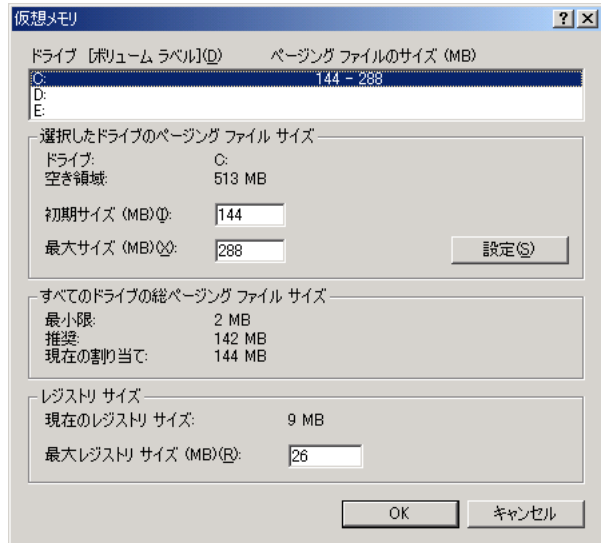 仮想メモリ
ドライブ [ボリューム ラベル](D) ページング ファイルのサイズ (MB)
C: 144 - 288
D:
E:
選択したドライブのページング ファイル サイズ
ドライブ: C:
空き領域: 513 MB
初期サイズ (MB)(I): 144
最大サイズ (MB)(X): 288
設定(S)
すべてのドライブの総ページング ファイル サイズ
最小限: 2 MB
推奨: 142 MB
現在の割り当て: 144 MB
レジストリ サイズ
現在のレジストリ サイズ: 9 MB
最大レジストリ サイズ (MB)(R): 26
OK キャンセル